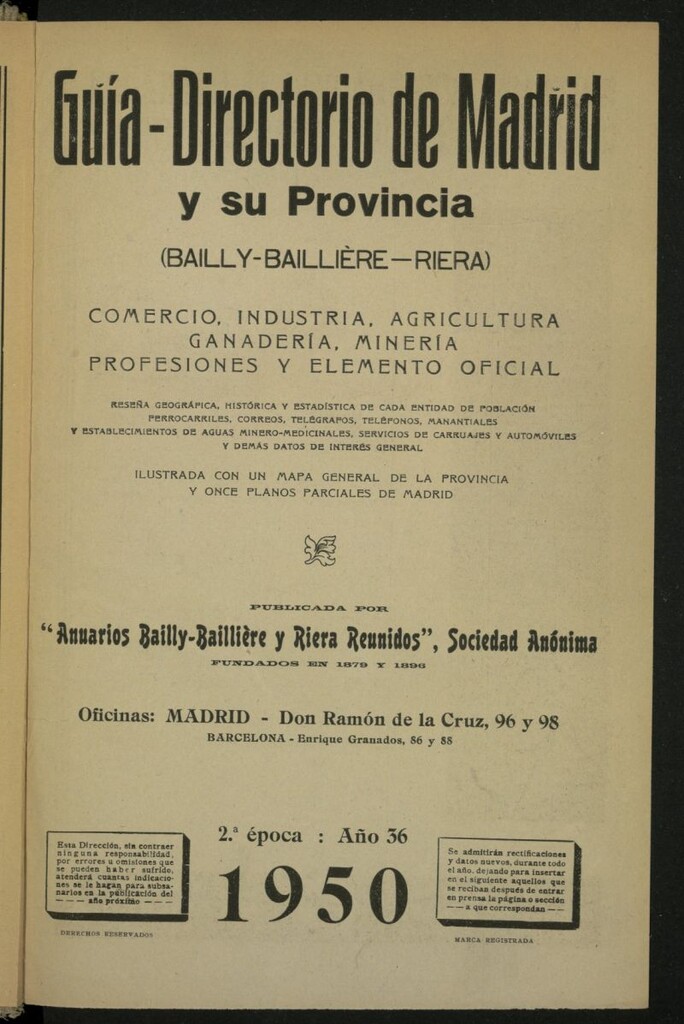 Guía-Directorio de Madrid
y su Provincia
(BAILLY-BAILLIÈRE—RIERA)
COMERCIO, INDUSTRIA, AGRICULTURA
GANADERÍA, MINERÍA
PROFESIONES Y ELEMENTO OFICIAL
RESEÑA GEOGRÁFICA, HISTÓRICA Y ESTADÍSTICA DE CADA ENTIDAD DE POBLACIÓN
FERROCARRILES, CORREOS, TELÉGRAFOS, TELÉFONOS, MANANTIALES
Y ESTABLECIMIENTOS DE AGUAS MINERO-MEDICINALES, SERVICIOS DE CARRUAJES Y AUTOMÓVILES
Y DEMÁS DATOS DE INTERÉS GENERAL
ILUSTRADA CON UN MAPA GENERAL DE LA PROVINCIA
Y ONCE PLANOS PARCIALES DE MADRID
PUBLICADA POR
"Anuarios Bailly-Baillière y Riera Reunidos", Sociedad Anónima
FUNDADOS EN 1879 Y 1896
Oficinas: MADRID - Don Ramón de la Cruz, 96 y 98
BARCELONA - Enrique Granados, 86 y 88
2.ª época : Año 36
1950
Esta Dirección, sin contraer
ninguna responsabilidad,
por errores u omisiones que
se pueden haber sufrido,
atenderá cuantas indicacio-
nes se le hagan para subsa-
narlos en la publicación del
— — — año próximo — — —
DERECHOS RESERVADOS
Se admitirán rectificaciones
y datos nuevos, durante todo
el año, dejando para insertar
en el siguiente aquellos que
se reciban después de entrar
en prensa la página o sección
— — a que correspondan — —
MARCA REGISTRADA